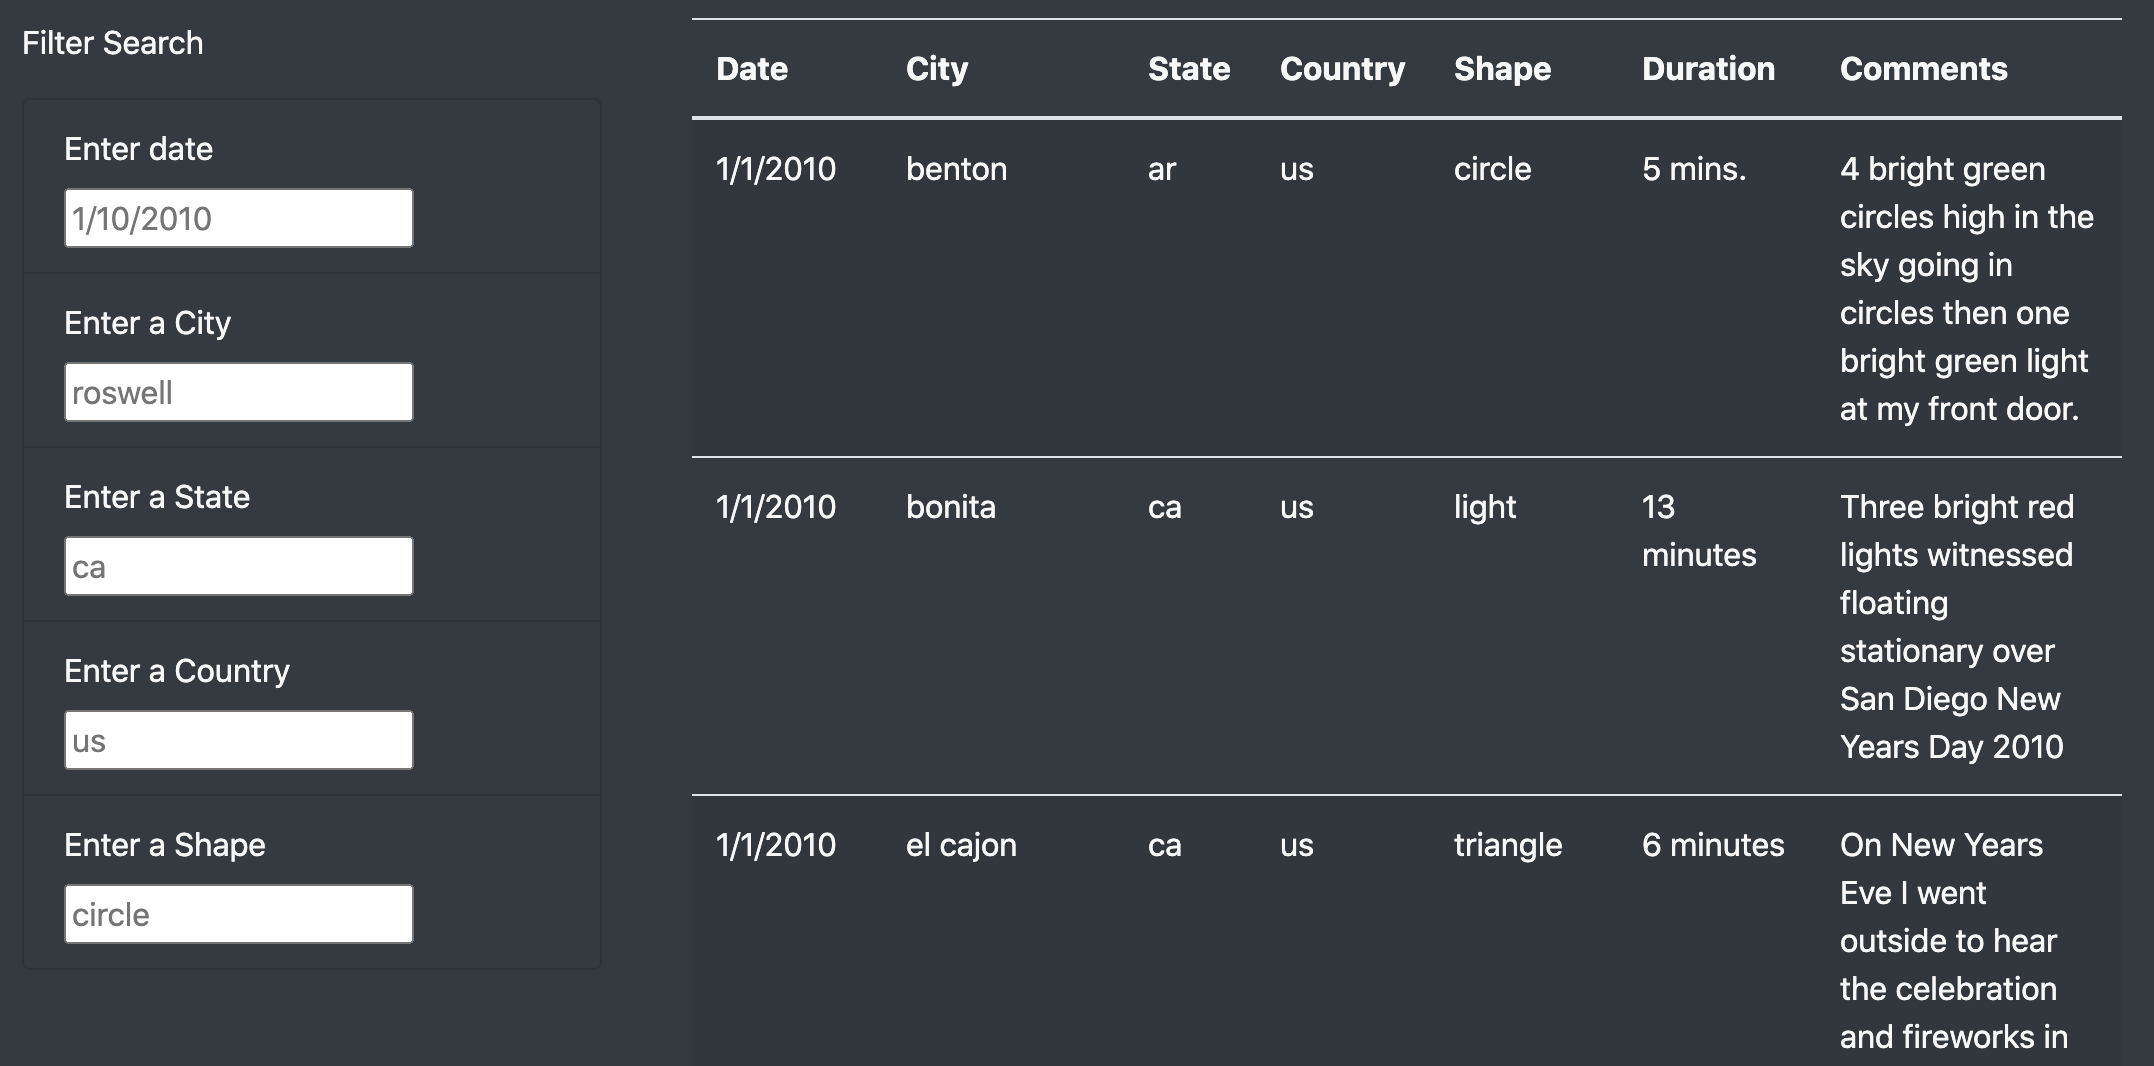 Filter Search
Enter date
1/10/2010
Enter a City
roswell
Enter a State
ca
Enter a Country
us
Enter a Shape
circle
Date City State Country Shape Duration Comments
1/1/2010 benton ar us circle 5 mins. 4 bright green
circles high in the
sky going in
circles then one
bright green light
at my front door.
1/1/2010 bonita ca us light 13 Three bright red
minutes lights witnessed
floating
stationary over
San Diego New
Years Day 2010
1/1/2010 el cajon ca us triangle 6 minutes On New Years
Eve I went
outside to hear
the celebration
and fireworks in